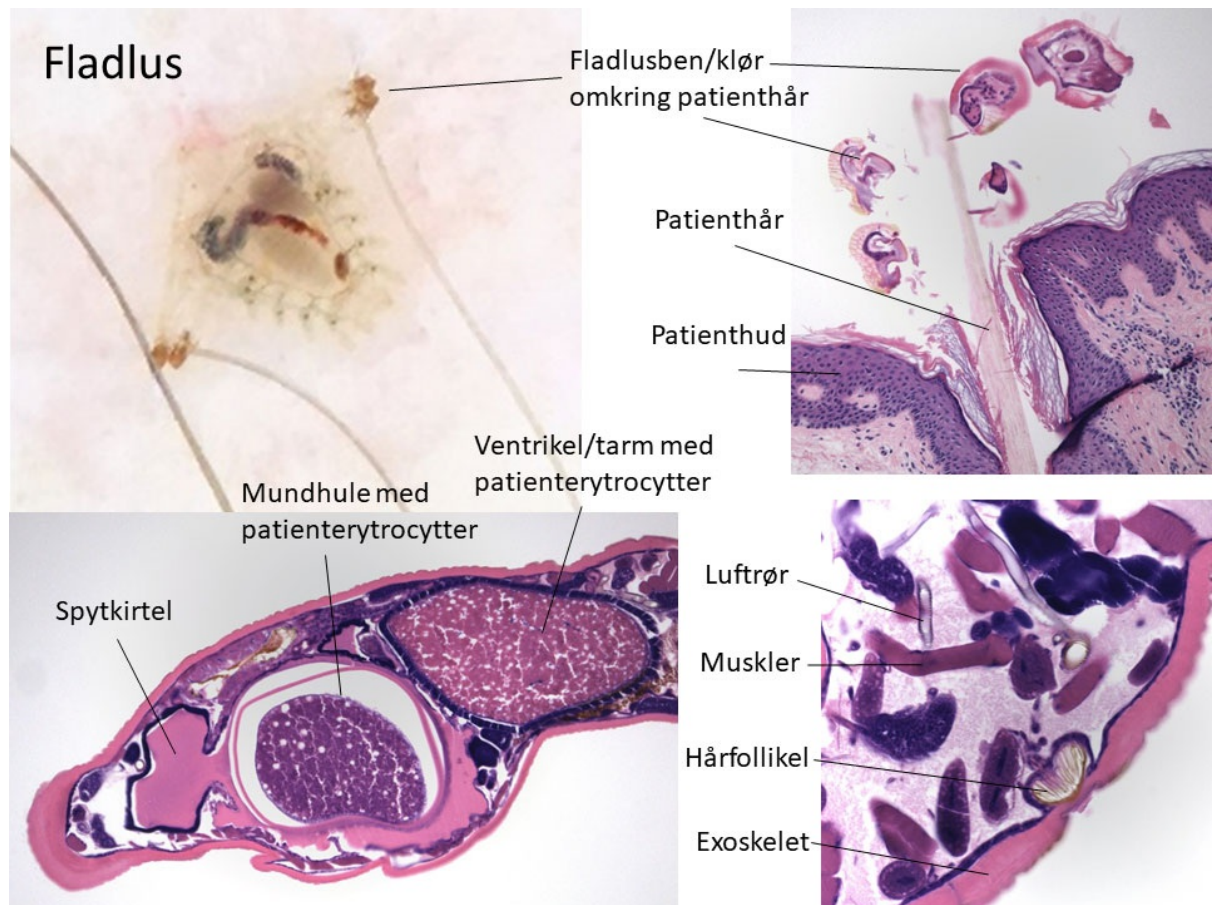 Fladlus
Fladlusben/klør
omkring patienthår
Patienthår
Patienthud
Ventrikel/tarm med
patienterytrocytter
Mundhule med
patienterytrocytter
Spytkirtel
Luftrør
Muskler
Hårfollikel
Exoskelet